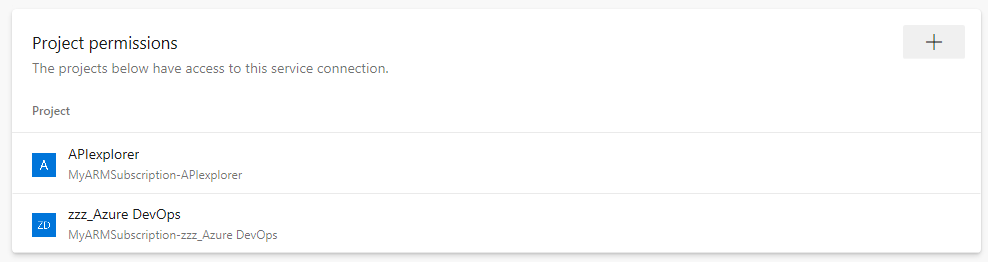 Project permissions
The projects below have access to this service connection.
Project
A
APIexplorer
MyARMSubscription-APIexplorer
ZD
zzz_Azure DevOps
MyARMSubscription-zzz_Azure DevOps